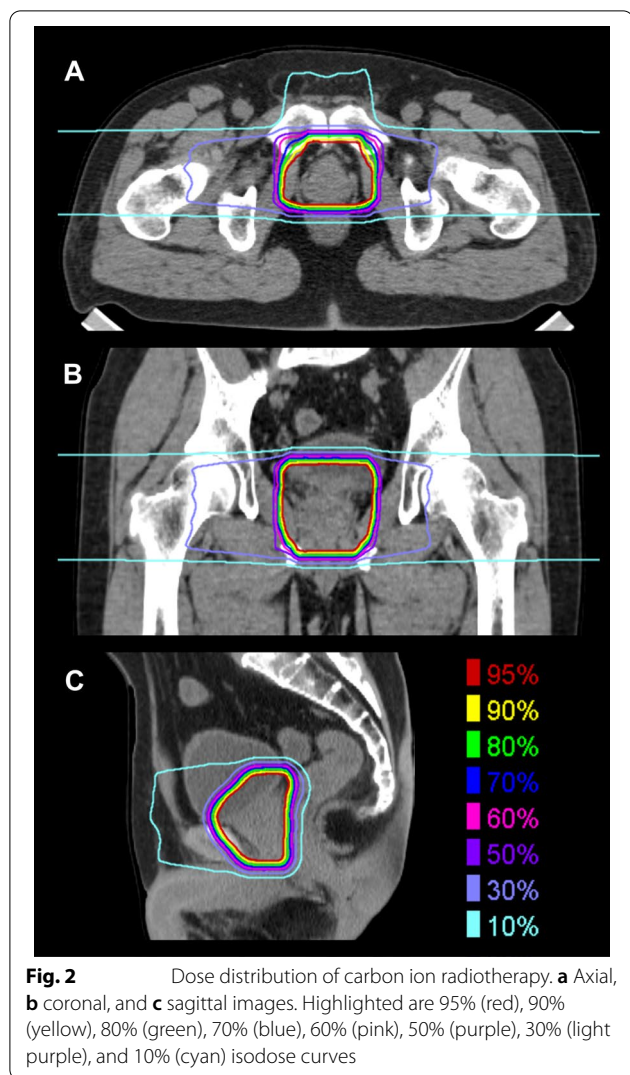 A
B
C
95%
90%
80%
70%
60%
50%
30%
10%
Fig. 2 Dose distribution of carbon ion radiotherapy. a Axial,
b coronal, and c sagittal images. Highlighted are 95% (red), 90%
(yellow), 80% (green), 70% (blue), 60% (pink), 50% (purple), 30% (light
purple), and 10% (cyan) isodose curves